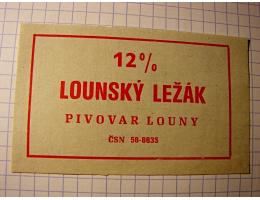 12%
LOUNSKÝ LEŽÁK
PIVOVAR LOUNY
ČSN 56-6635